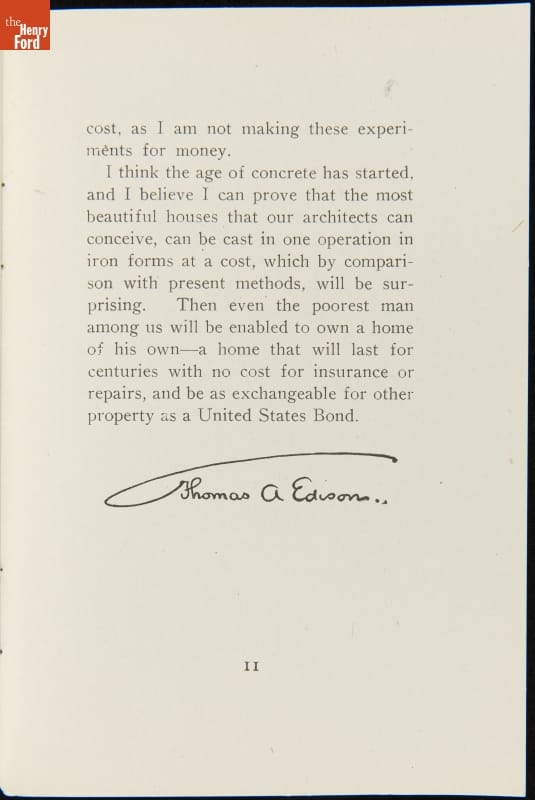 the
Henry
Ford
cost, as I am not making these experi-
ments for money.
I think the age of concrete has started,
and I believe I can prove that the most
beautiful houses that our architects can
conceive, can be cast in one operation in
iron forms at a cost, which by compari-
son with present methods, will be sur-
prising. Then even the poorest man
among us will be enabled to own a home
of his own—a home that will last for
centuries with no cost for insurance or
repairs, and be as exchangeable for other
property as a United States Bond.
Thomas A Edison..
11